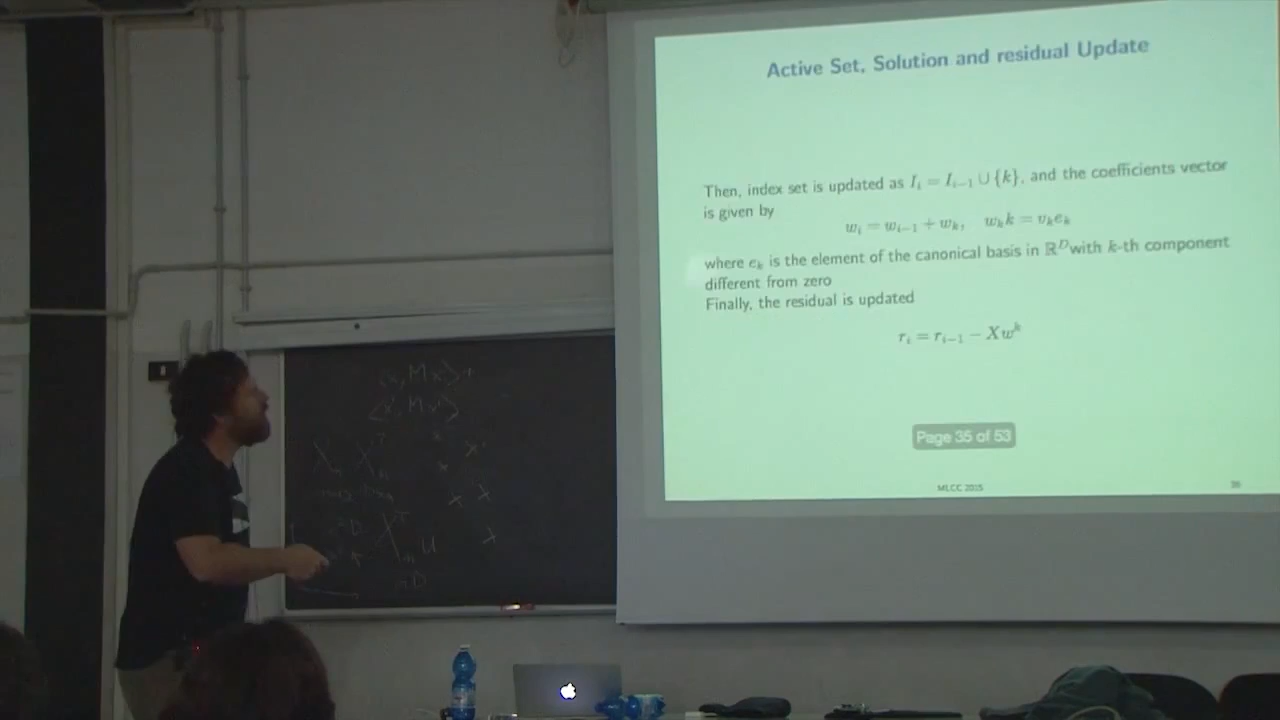 Active Set, Solution and residual Update
Then, index set is updated as I_i = I_{i−1} ∪ {k}, and the coefficients vector
is given by
w_i = w_{i−1} + w_k, w_k k = v_k e_k
where e_k is the element of the canonical basis in ℝ^D with k-th component
different from zero
Finally, the residual is updated
r_i = r_{i−1} − Xw^k
Page 35 of 53
MLCC 2015